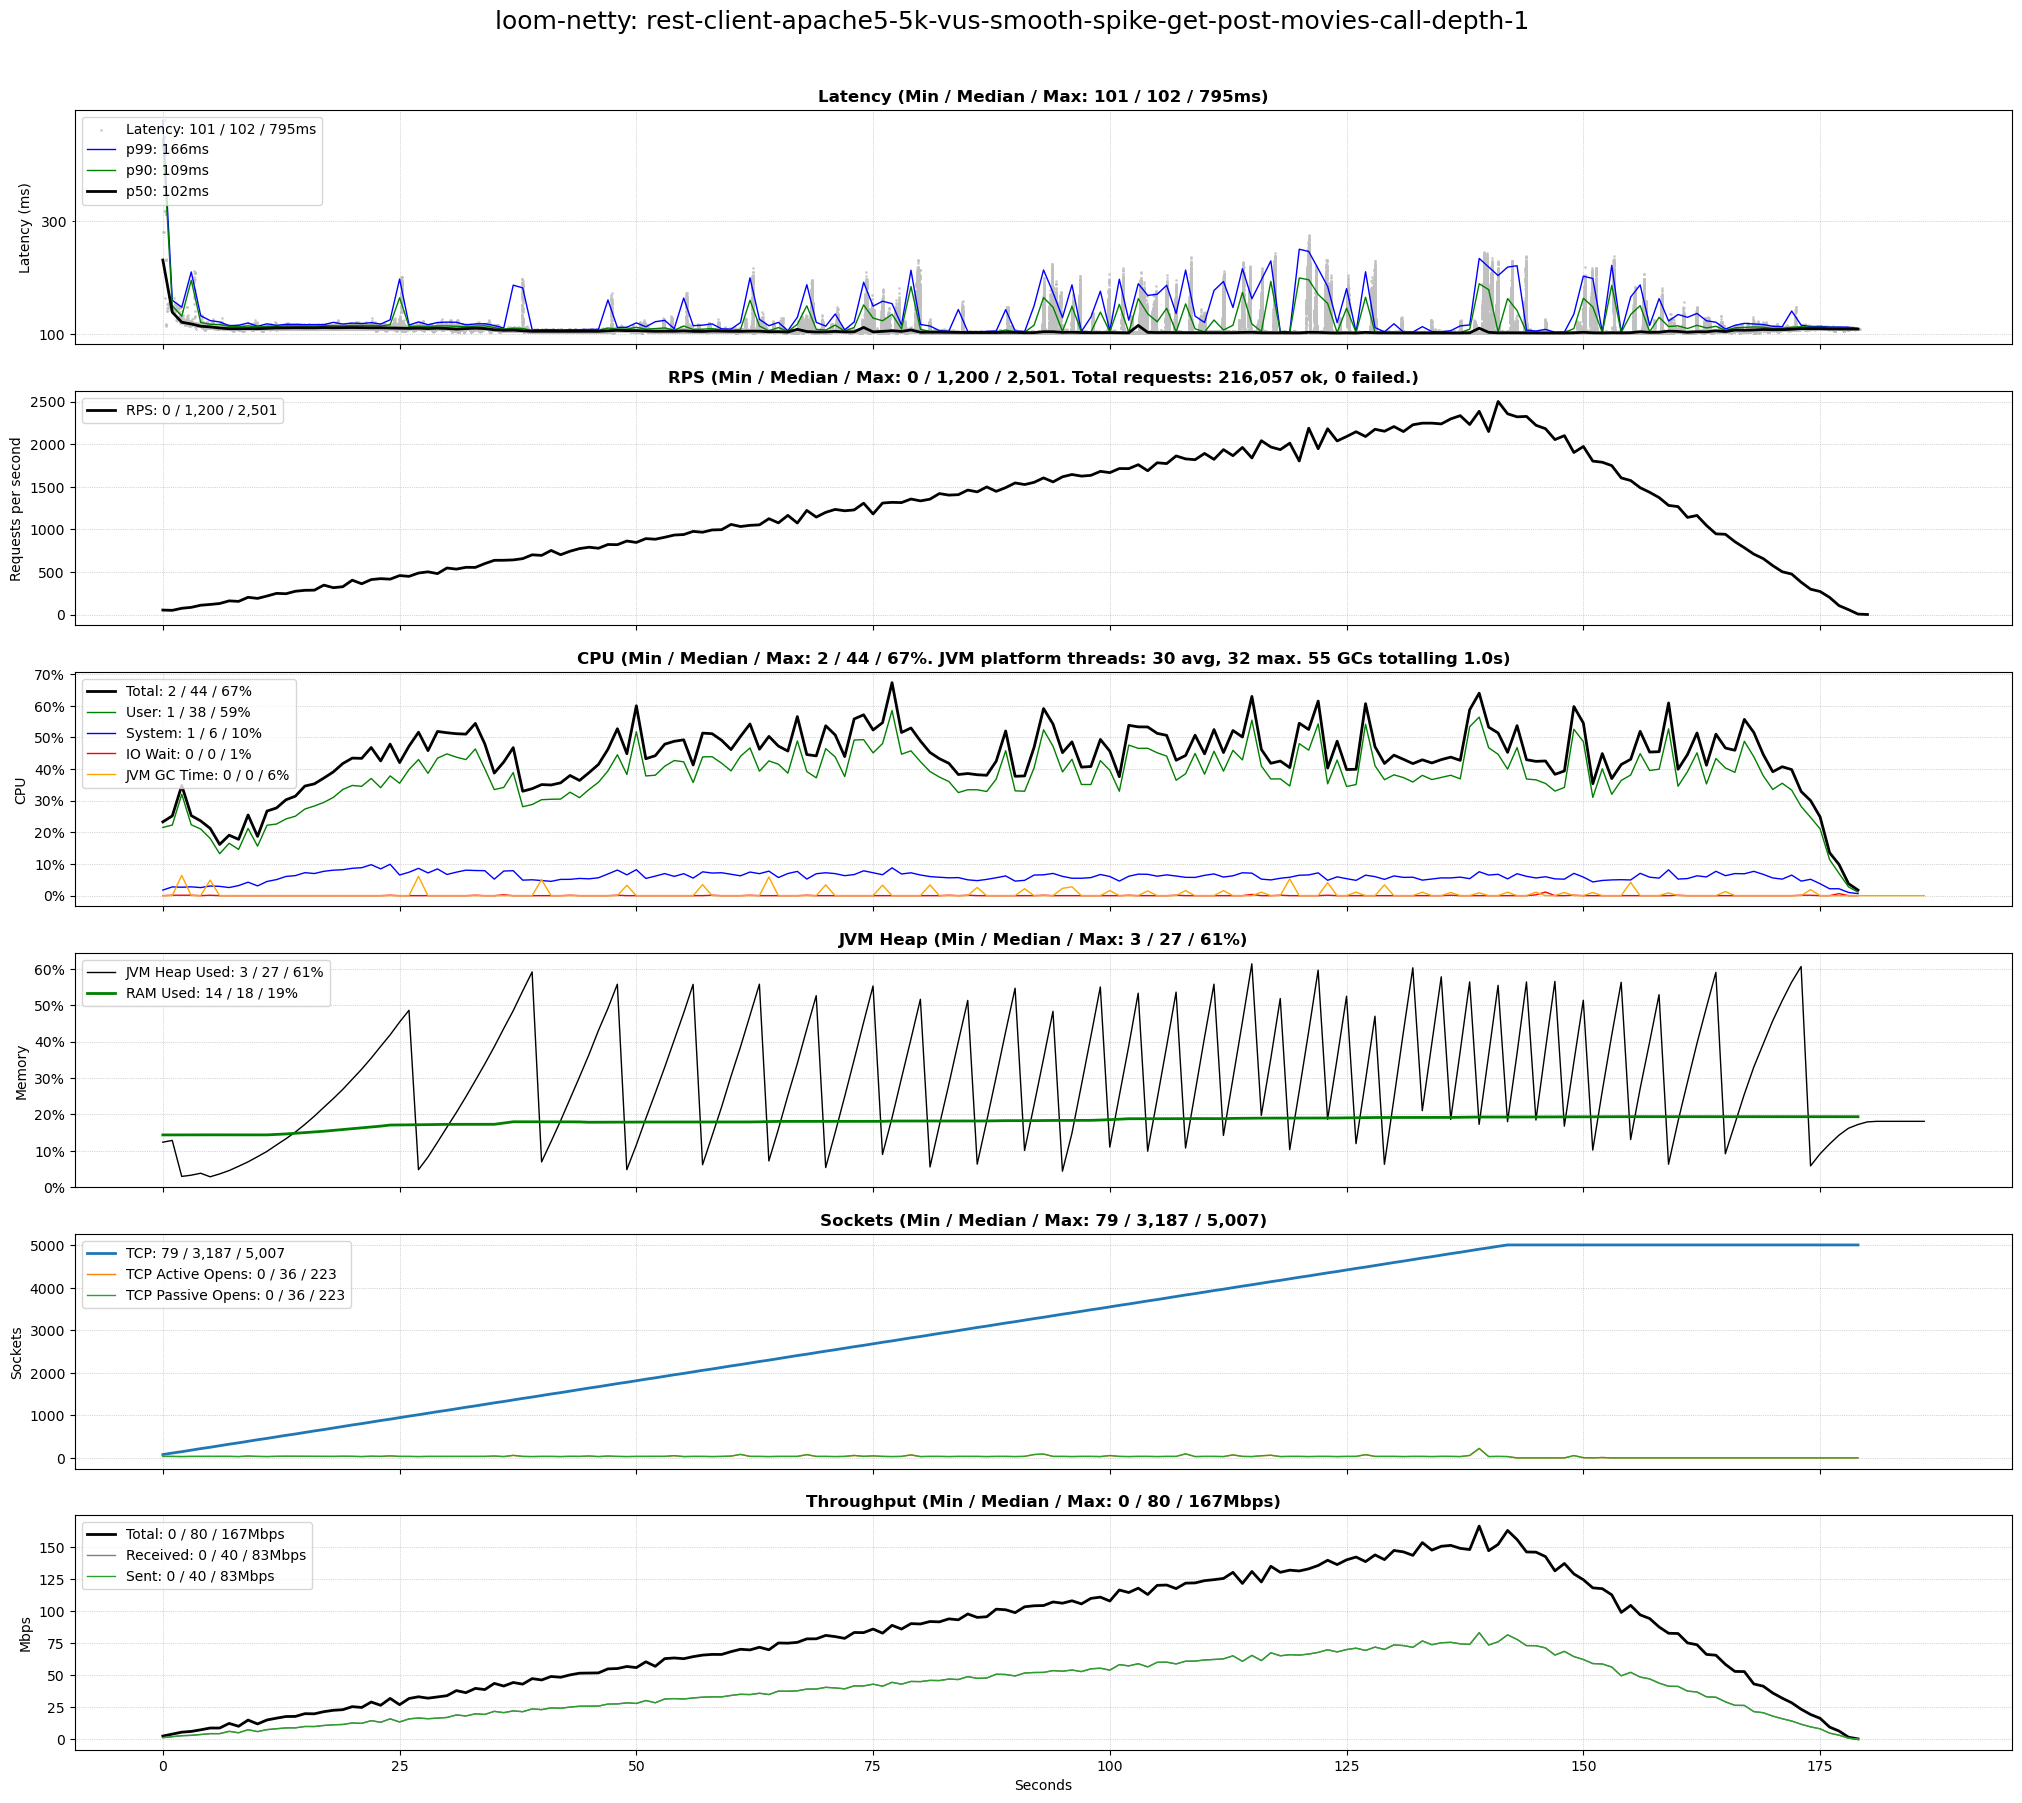 loom-netty: rest-client-apache5-5k-vus-smooth-spike-get-post-movies-call-depth-1
Latency (Min / Median / Max: 101 / 102 / 795ms)
Latency: 101 / 102 / 795ms
p99: 166ms
p90: 109ms
p50: 102ms
Latency (ms)
300
100
RPS (Min / Median / Max: 0 / 1,200 / 2,501. Total requests: 216,057 ok, 0 failed.)
RPS: 0 / 1,200 / 2,501
Requests per second
2500
2000
1500
1000
500
0
CPU (Min / Median / Max: 2 / 44 / 67%. JVM platform threads: 30 avg, 32 max. 55 GCs totalling 1.0s)
Total: 2 / 44 / 67%
User: 1 / 38 / 59%
System: 1 / 6 / 10%
IO Wait: 0 / 0 / 1%
JVM GC Time: 0 / 0 / 6%
CPU
70%
60%
50%
40%
30%
20%
10%
0%
JVM Heap (Min / Median / Max: 3 / 27 / 61%)
JVM Heap Used: 3 / 27 / 61%
RAM Used: 14 / 18 / 19%
Memory
60%
50%
40%
30%
20%
10%
0%
Sockets (Min / Median / Max: 79 / 3,187 / 5,007)
TCP: 79 / 3,187 / 5,007
TCP Active Opens: 0 / 36 / 223
TCP Passive Opens: 0 / 36 / 223
Sockets
5000
4000
3000
2000
1000
0
Throughput (Min / Median / Max: 0 / 80 / 167Mbps)
Total: 0 / 80 / 167Mbps
Received: 0 / 40 / 83Mbps
Sent: 0 / 40 / 83Mbps
Mbps
150
125
100
75
50
25
0
0 25 50 75 100 125 150 175
Seconds